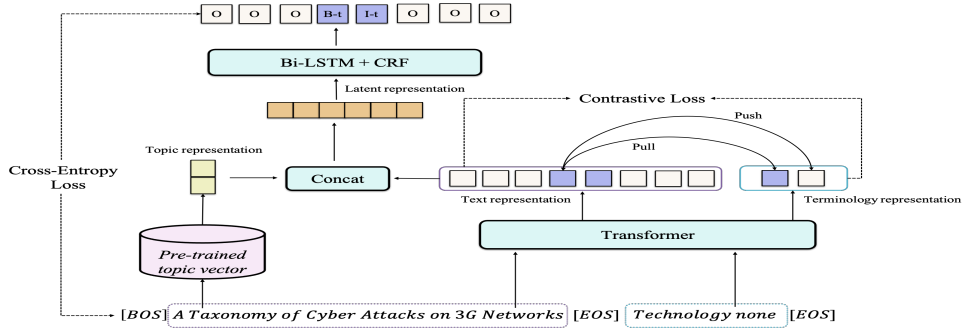 O O O B-t I-t O O O
Bi-LSTM + CRF
Latent representation
Contrastive Loss
Push
Pull
Topic representation
Cross-Entropy
Loss
Concat
Text representation
Terminology representation
Transformer
Pre-trained
topic vector
[BOS] A Taxonomy of Cyber Attacks on 3G Networks [EOS] Technology none [EOS]